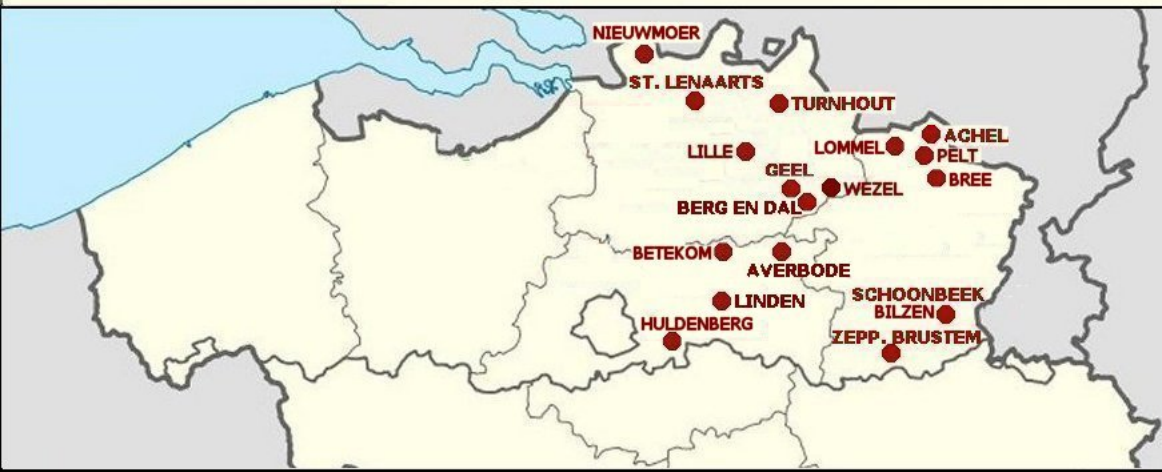 NIEUWMOER
ST. LENAARTS
TURNHOUT
ACHEL
LOMMEL
PELT
LILLE
GEEL
WEZEL
BREE
BERG EN DAL
BETEKOM
AVERBODE
LINDEN
SCHOONBEEK
BILZEN
HULDENBERG
ZEPP. BRUSTEM